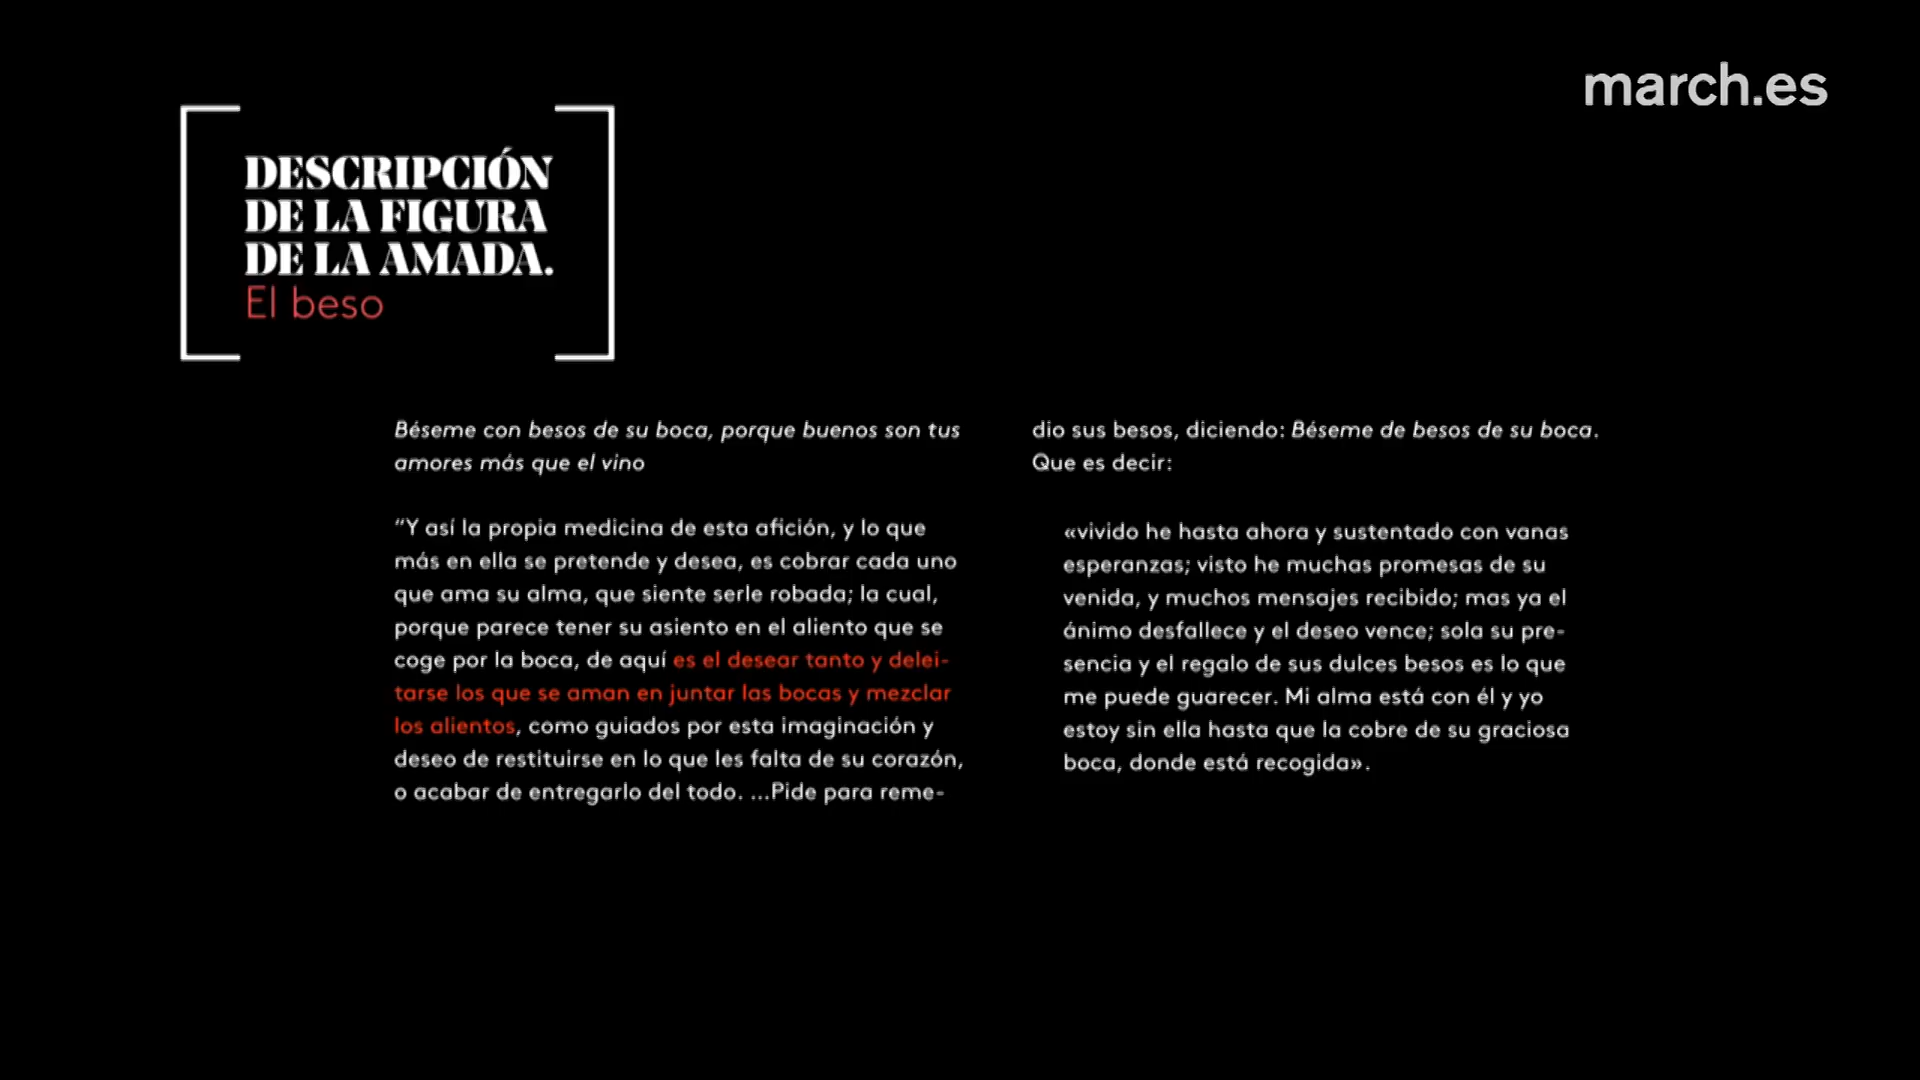 march.es
DESCRIPCIÓN
DE LA FIGURA
DE LA AMADA.
El beso
Béseme con besos de su boca, porque buenos son tus
amores más que el vino
“Y así la propia medicina de esta afición, y lo que
más en ella se pretende y desea, es cobrar cada uno
que ama su alma, que siente serle robada; la cual,
porque parece tener su asiento en el aliento que se
coge por la boca, de aquí es el desear tanto y delei-
tarse los que se aman en juntar las bocas y mezclar
los alientos, como guiados por esta imaginación y
deseo de restituirse en lo que les falta de su corazón,
o acabar de entregarlo del todo. ...Pide para reme-
dio sus besos, diciendo: Béseme de besos de su boca.
Que es decir:
«vivido he hasta ahora y sustentado con vanas
esperanzas; visto he muchas promesas de su
venida, y muchos mensajes recibido; mas ya el
ánimo desfallece y el deseo vence; sola su pre-
sencia y el regalo de sus dulces besos es lo que
me puede guarecer. Mi alma está con él y yo
estoy sin ella hasta que la cobre de su graciosa
boca, donde está recogida».